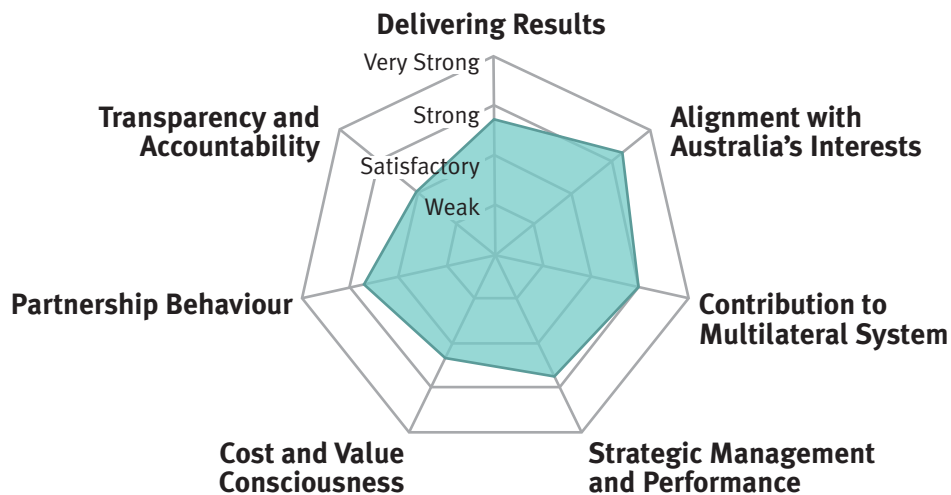 Delivering Results
Very Strong
Strong
Satisfactory
Weak
Transparency and
Accountability
Alignment with
Australia’s Interests
Partnership Behaviour
Contribution to
Multilateral System
Cost and Value
Consciousness
Strategic Management
and Performance